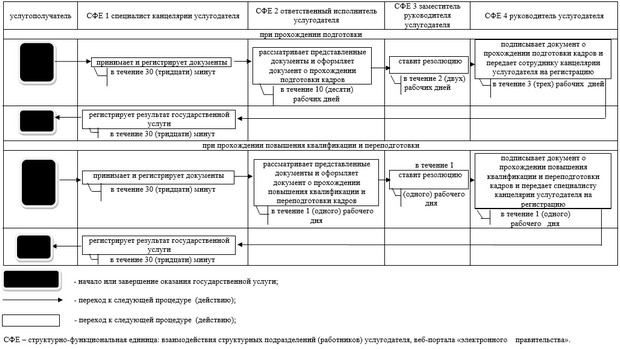 услугополучатель
СФЕ 1 специалист канцелярии услугодателя
СФЕ 2 ответственный исполнитель
услугодателя
СФЕ 3 заместитель
руководителя
услугодателя
СФЕ 4 руководитель услугодателя
при прохождении подготовки
принимает и регистрирует документы
в течение 30 (тридцати) минут
рассматривает представленные
документы и оформляет
документ о прохождении
подготовки кадров
в течение 10 (десяти)
рабочих дней
ставит резолюцию
в течение 2 (двух)
рабочих дней
подписывает документ о
прохождении подготовки кадров и
передает сотруднику канцелярии
услугодателя на регистрацию
в течение 3 (трех) рабочих дней
регистрирует результат государственной
услуги
в течение 30 (тридцати) минут
при прохождении повышения квалификации и переподготовки
принимает и регистрирует документы
в течение 30 (тридцати) минут
рассматривает представленные
документы и оформляет
документ о прохождении
повышения квалификации и
переподготовки кадров
в течение 1 (одного) рабочего
дня
в течение 1
ставит резолюцию
(одного) рабочего
дня
подписывает документ о
прохождении повышения
квалификации и переподготовки
кадров и передает специалисту
канцелярии услугодателя на
регистрацию
в течение 1 (одного)
рабочего дня
регистрирует результат государственной
услуги
в течение 30 (тридцати) минут
- начало или завершение оказания государственной услуги;
- переход к следующей процедуре (действию);
- переход к следующей процедуре (действию);
СФЕ – структурно-функциональная единица: взаимодействия структурных подразделений (работников) услугодателя, веб-портала «электронного правительства».